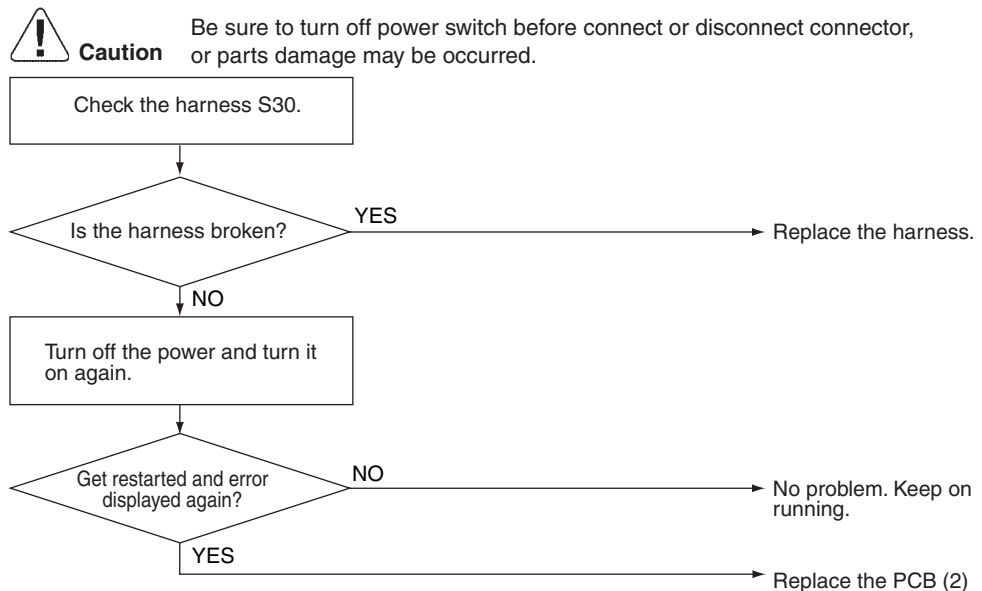 Be sure to turn off power switch before connect or disconnect connector,
Caution
or parts damage may be occurred.
Check the harness S30.
Is the harness broken?
YES
Replace the harness.
NO
Turn off the power and turn it
on again.
Get restarted and error
displayed again?
NO
No problem. Keep on
running.
YES
Replace the PCB (2)